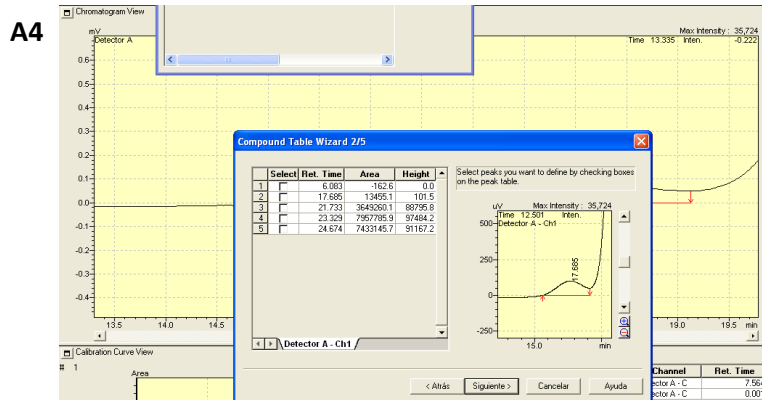 A4
Chromatogram View
mV
Max Intensity : 35,724
Detector A
Time 13.335 Inten. -0.222
0.6
0.5
0.4
0.3
0.2
0.1
0.0
-0.1
-0.2
-0.3
-0.4
13.5 14.0 14.5 19.0 19.5 min
Compound Table Wizard 2/5
Select Ret. Time Area Height
1 6.083 -162.6 0.0
2 17.685 13455.1 101.5
3 21.733 3649260.1 88795.8
4 23.329 7957785.9 97484.2
5 24.674 7433145.7 91167.2
Detector A - Ch1
Select peaks you want to define by checking boxes
on the peak table.
uV Max Intensity : 35,724
Time 12.501 Inten.
Detector A - Ch1
500
250
0
-250
17.685
15.0 min
< Atrás Siguiente > Cancelar Ayuda
Calibration Curve View
# 1
Area
Channel Ret. Time
ector A - C 7.564
ector A - C 0.001